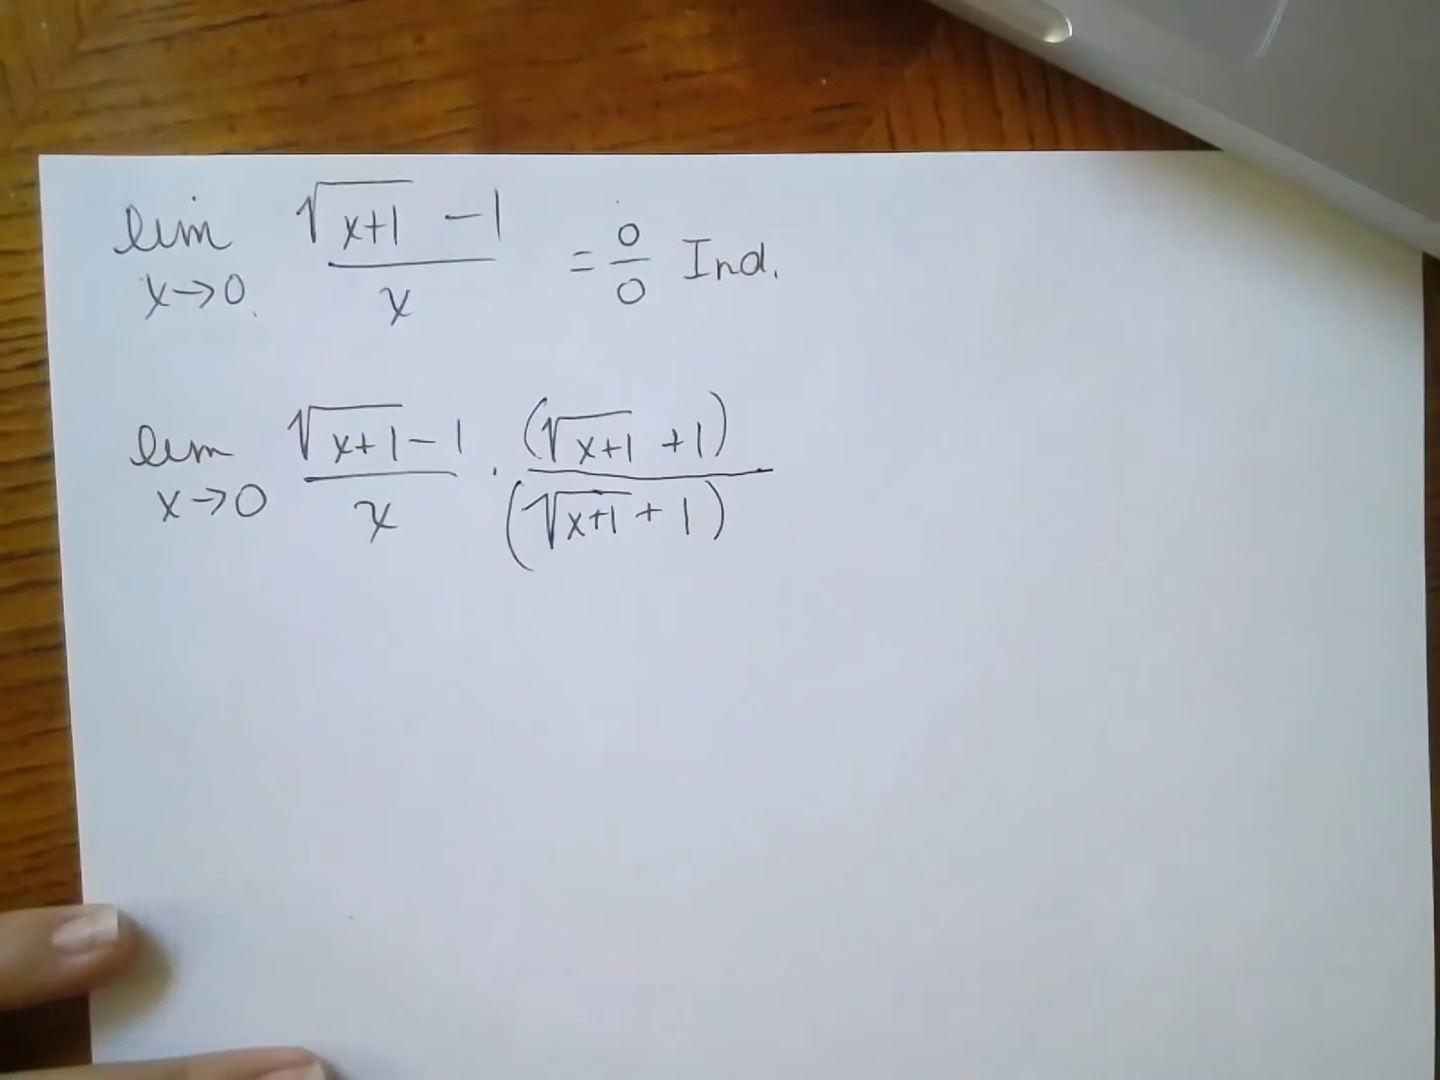 lim x→0 √(x+1) -1 / x = 0/0 Ind.
lim x→0 √(x+1) -1 / x · (√(x+1) +1) / (√(x+1) + 1)